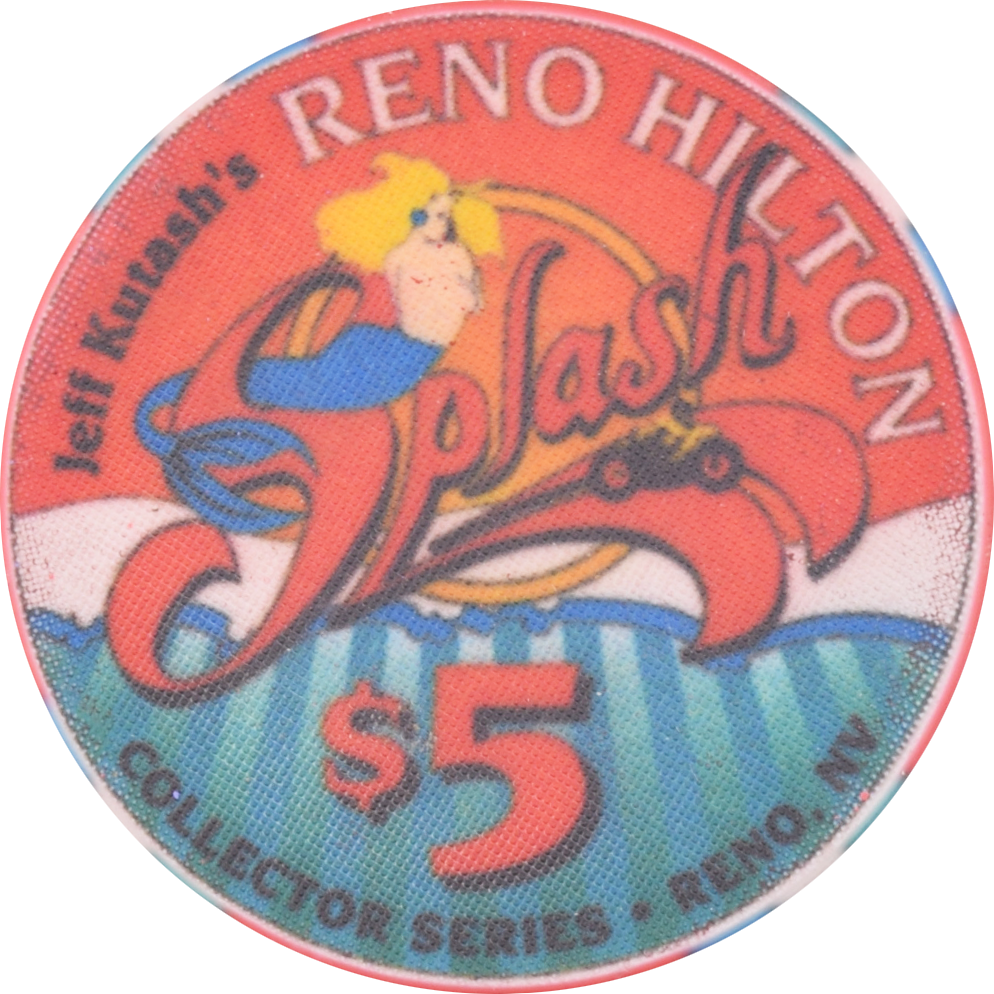 RENO HILTON
Jeff Kutash's
Splash
$5
COLLECTOR SERIES • RENO, NV